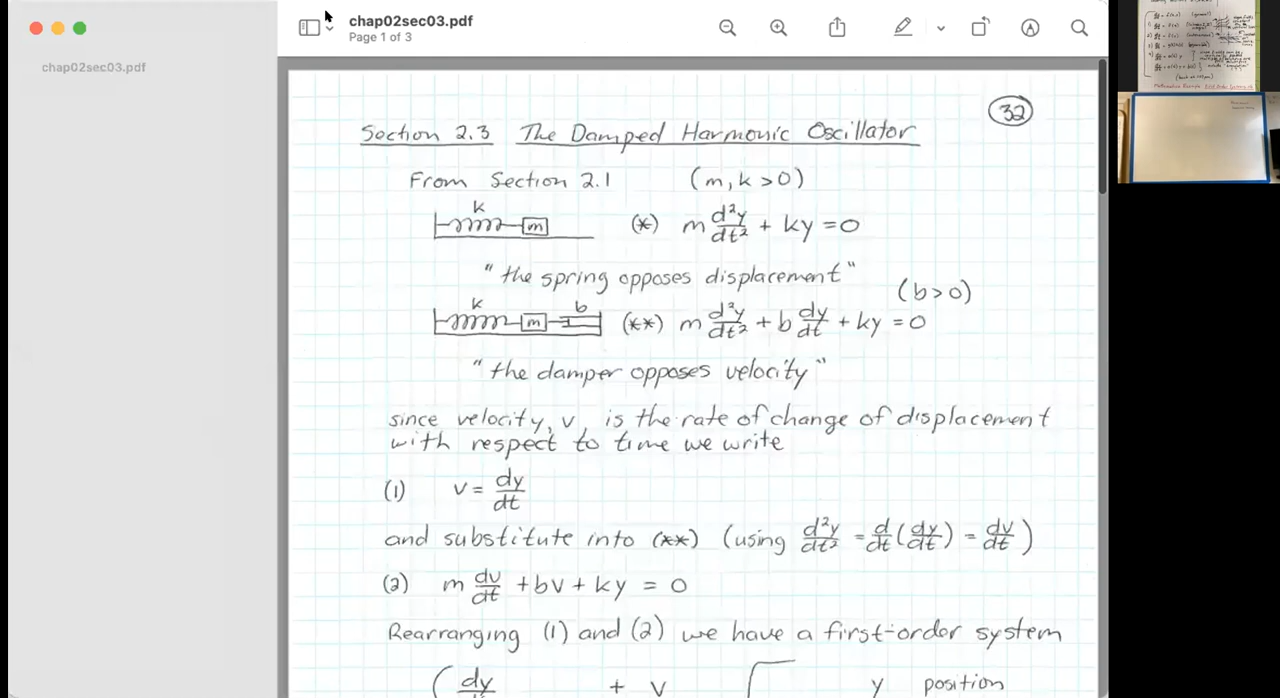 chap02sec03.pdf
Page 1 of 3
chap02sec03.pdf
32
Section 2.3 The Damped Harmonic Oscillator
From Section 2.1 (m, k > 0)
k
m
(*) m d²y/dt² + ky = 0
"the spring opposes displacement"
(b > 0)
k b
m
(**) m d²y/dt² + b dy/dt + ky = 0
"the damper opposes velocity"
since velocity, v, is the rate of change of displacement
with respect to time we write
(1) v = dy/dt
and substitute into (**) (using d²y/dt² = d/dt (dy/dt) = dv/dt)
(2) m dv/dt + bv + ky = 0
Rearranging (1) and (2) we have a first-order system
dy + v y position